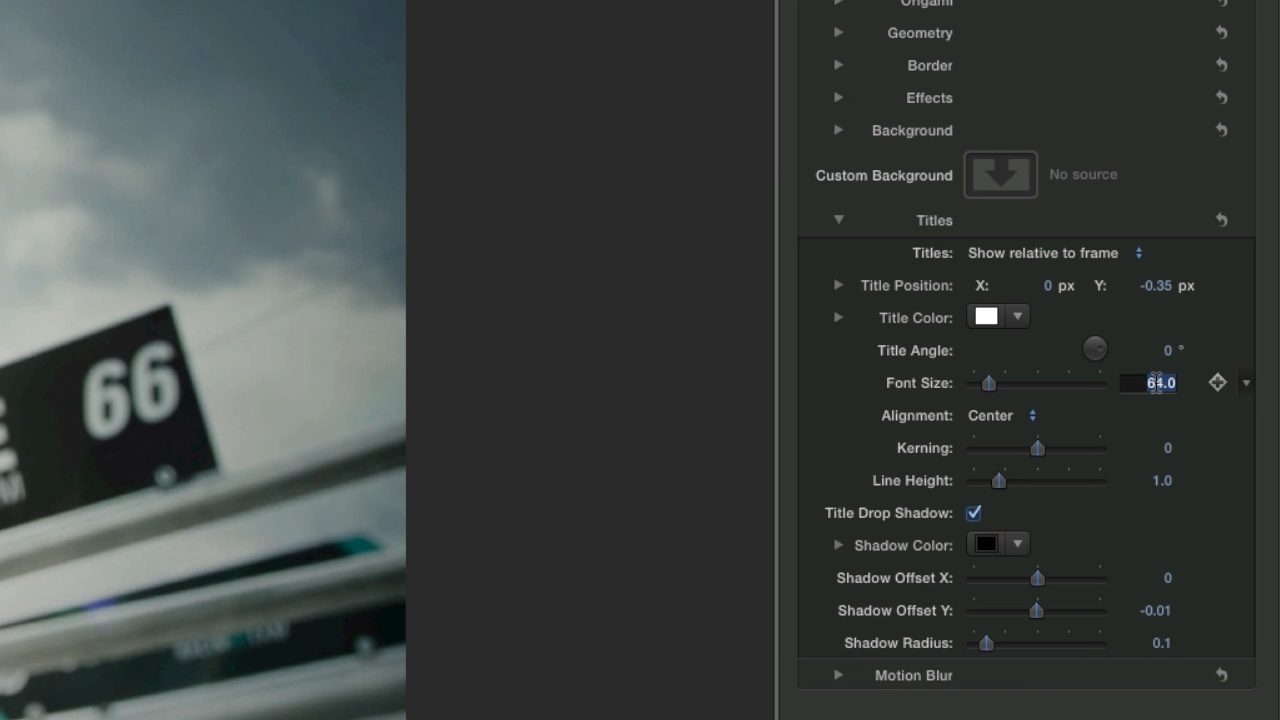 Origami
Geometry
Border
Effects
Background
Custom Background No source
Titles
Titles: Show relative to frame
Title Position: X: 0 px Y: -0.35 px
Title Color:
Title Angle: 0 °
Font Size: 64.0
Alignment: Center
Kerning: 0
Line Height: 1.0
Title Drop Shadow:
Shadow Color:
Shadow Offset X: 0
Shadow Offset Y: -0.01
Shadow Radius: 0.1
Motion Blur
66